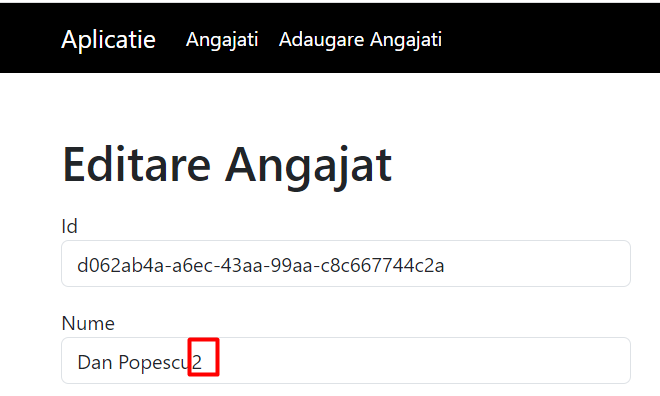 Aplicatie Angajati Adaugare Angajati
Editare Angajat
Id
d062ab4a-a6ec-43aa-99aa-c8c667744c2a
Nume
Dan Popescu2